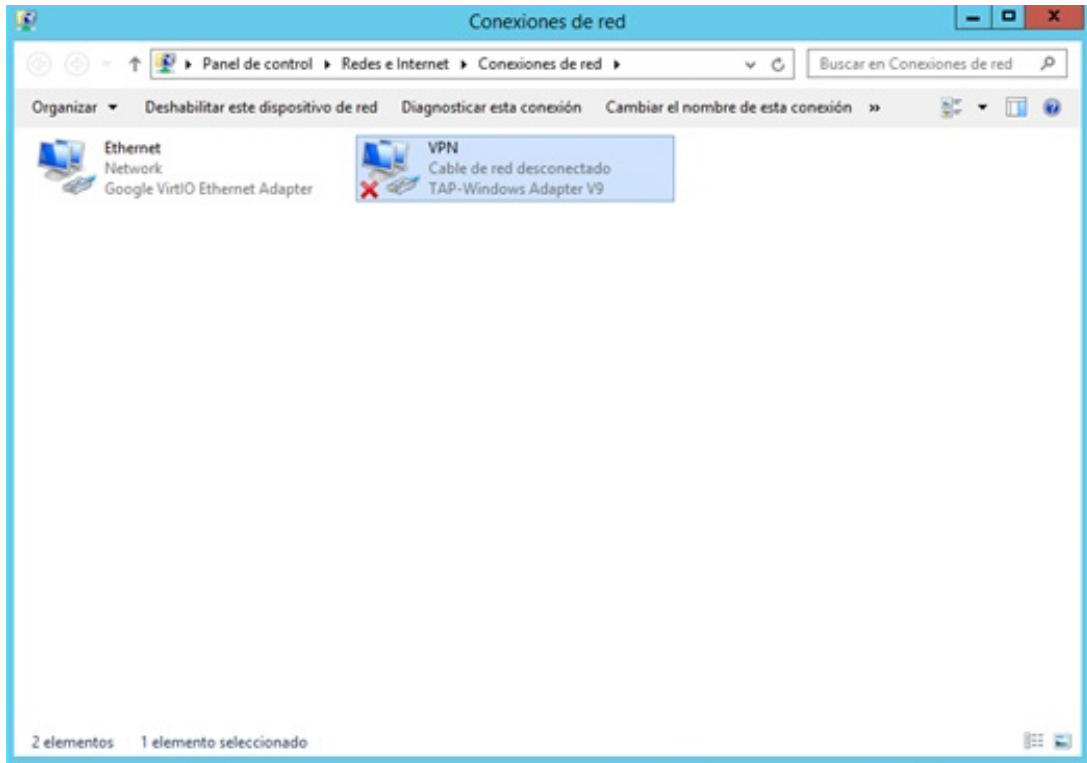 Conexiones de red
Panel de control Redes e Internet Conexiones de red
Buscar en Conexiones de red
Organizar Deshabilitar este dispositivo de red Diagnosticar esta conexión Cambiar el nombre de esta conexión »
Ethernet
Network
Google VirtIO Ethernet Adapter
VPN
Cable de red desconectado
TAP-Windows Adapter V9
2 elementos 1 elemento seleccionado